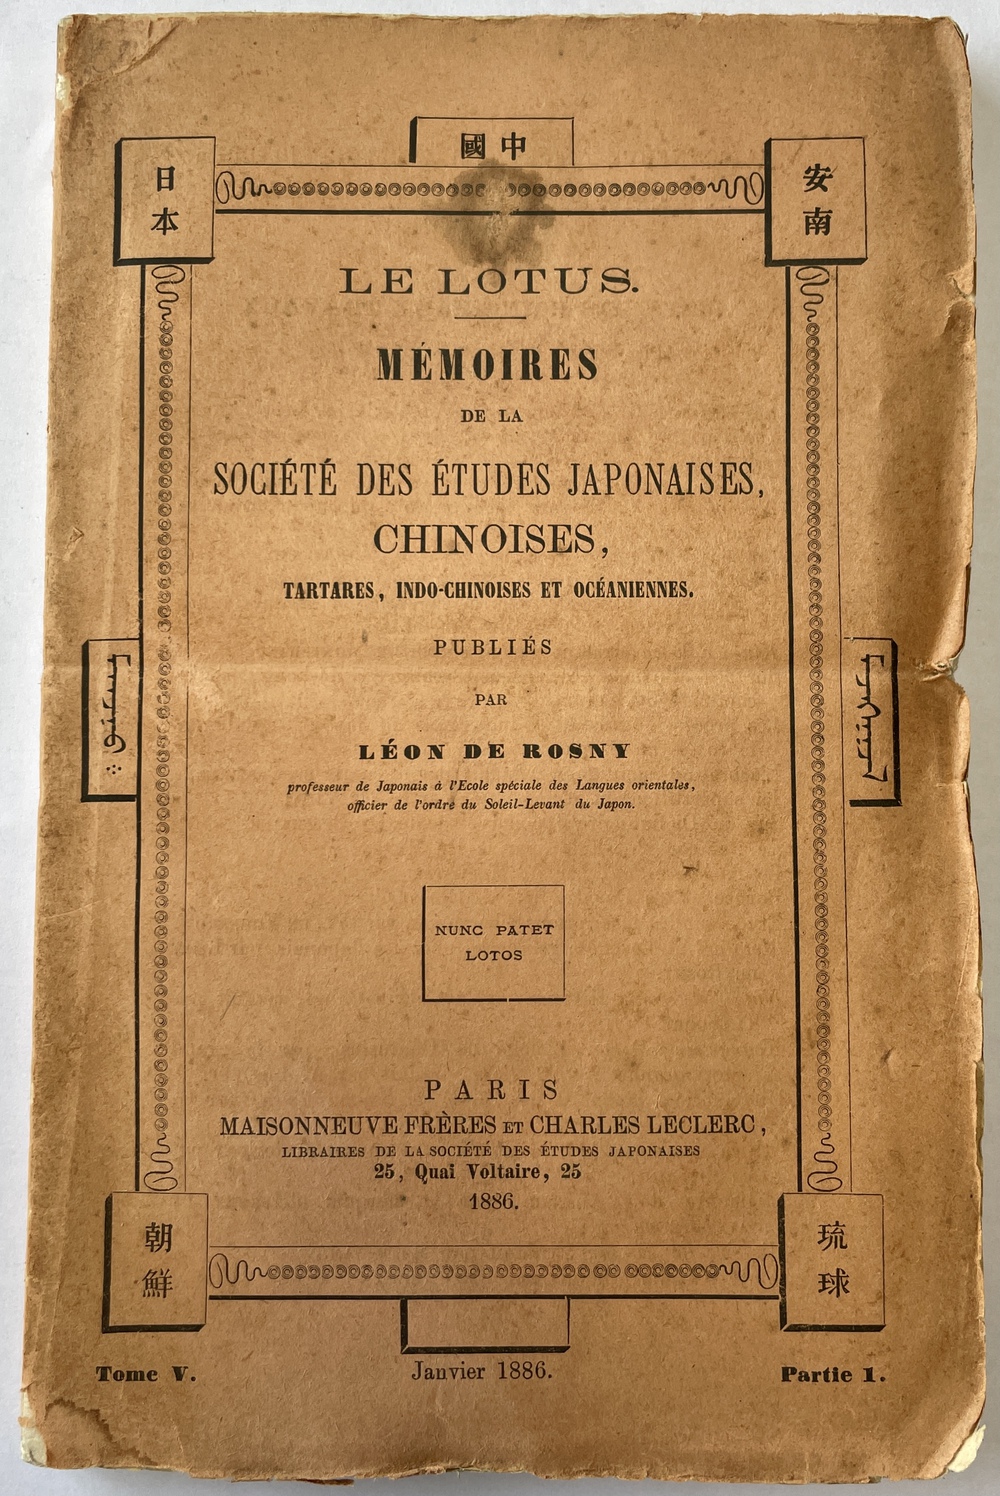 國中
日本
安南
LE LOTUS.
MÉMOIRES
DE LA
SOCIÉTÉ DES ÉTUDES JAPONAISES,
CHINOISES,
TARTARES, INDO-CHINOISES ET OCÉANIENNES.
PUBLIÉS
PAR
LÉON DE ROSNY
professeur de Japonais à l'Ecole spéciale des Langues orientales,
officier de l'ordre du Soleil-Levant du Japon.
NUNC PATET
LOTOS
PARIS
MAISONNEUVE FRÈRES ET CHARLES LECLERC,
LIBRAIRES DE LA SOCIÉTÉ DES ÉTUDES JAPONAISES
25, Quai Voltaire, 25
1886.
朝鮮
琉球
Tome V.
Janvier 1886.
Partie 1.